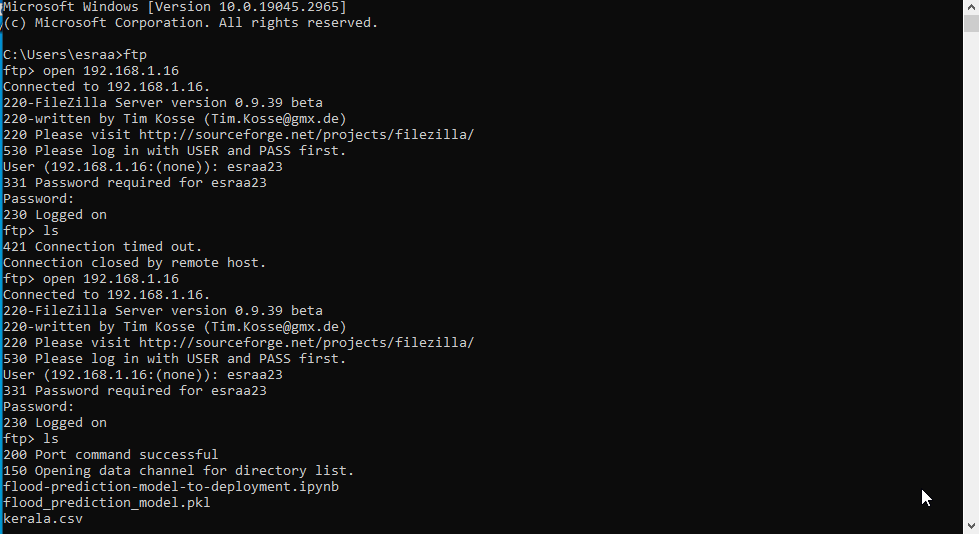 Microsoft Windows [Version 10.0.19045.2965]
(c) Microsoft Corporation. All rights reserved.
C:\Users\esraa>ftp
ftp> open 192.168.1.16
Connected to 192.168.1.16.
220-FileZilla Server version 0.9.39 beta
220-written by Tim Kosse (Tim.Kosse@gmx.de)
220 Please visit http://sourceforge.net/projects/filezilla/
530 Please log in with USER and PASS first.
User (192.168.1.16:(none)): esraa23
331 Password required for esraa23
Password:
230 Logged on
ftp> ls
421 Connection timed out.
Connection closed by remote host.
ftp> open 192.168.1.16
Connected to 192.168.1.16.
220-FileZilla Server version 0.9.39 beta
220-written by Tim Kosse (Tim.Kosse@gmx.de)
220 Please visit http://sourceforge.net/projects/filezilla/
530 Please log in with USER and PASS first.
User (192.168.1.16:(none)): esraa23
331 Password required for esraa23
Password:
230 Logged on
ftp> ls
200 Port command successful
150 Opening data channel for directory list.
flood-prediction-model-to-deployment.ipynb
flood_prediction_model.pkl
kerala.csv